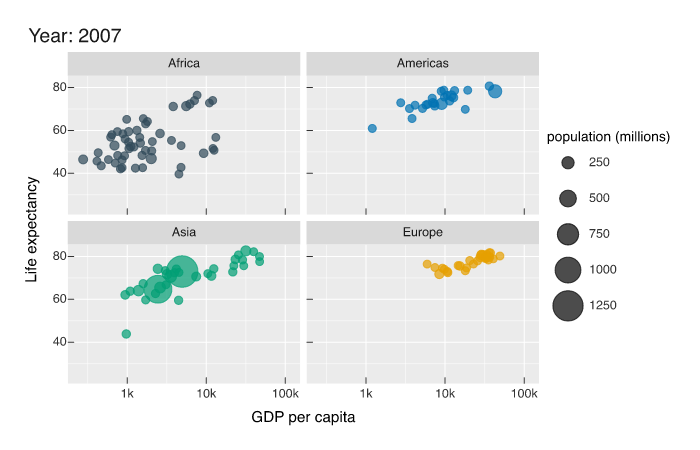 Year: 2007
Africa
Americas
80
60
40
Asia
Europe
80
60
40
1k
10k
100k
1k
10k
100k
Life expectancy
GDP per capita
population (millions)
250
500
750
1000
1250